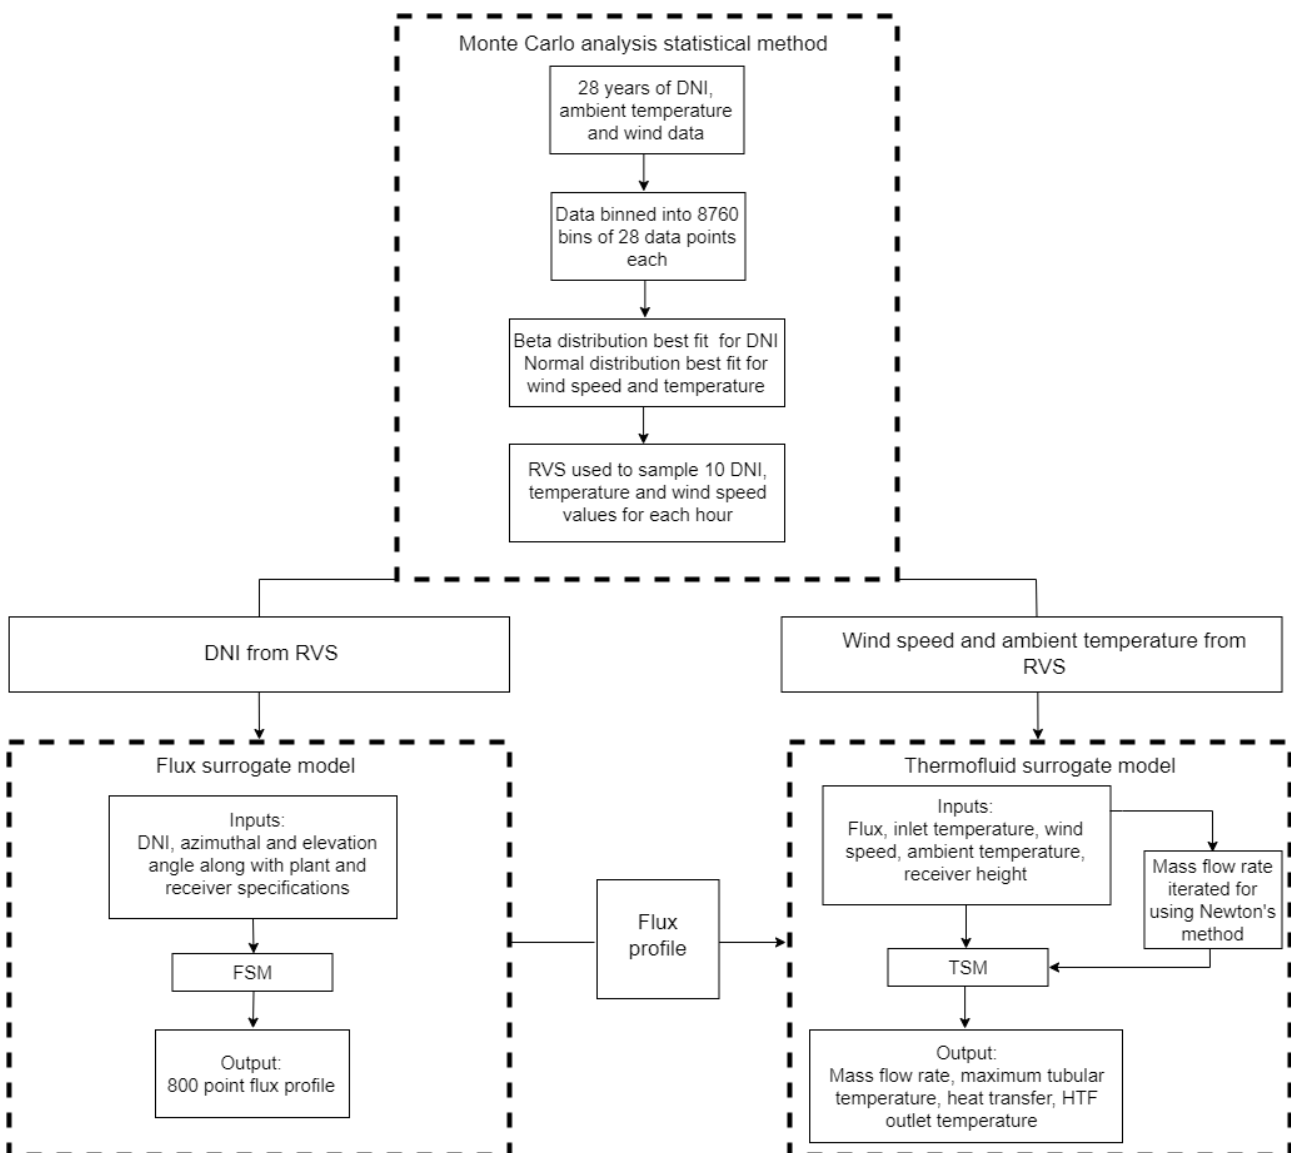 Monte Carlo analysis statistical method
28 years of DNI,
ambient temperature
and wind data
Data binned into 8760
bins of 28 data points
each
Beta distribution best fit for DNI
Normal distribution best fit for
wind speed and temperature
RVS used to sample 10 DNI,
temperature and wind speed
values for each hour
DNI from RVS
Wind speed and ambient temperature from
RVS
Flux surrogate model
Inputs:
DNI, azimuthal and elevation
angle along with plant and
receiver specifications
FSM
Output:
800 point flux profile
Flux
profile
Thermofluid surrogate model
Inputs:
Flux, inlet temperature, wind
speed, ambient temperature,
receiver height
Mass flow rate
iterated for
using Newton's
method
TSM
Output:
Mass flow rate, maximum tubular
temperature, heat transfer, HTF
outlet temperature